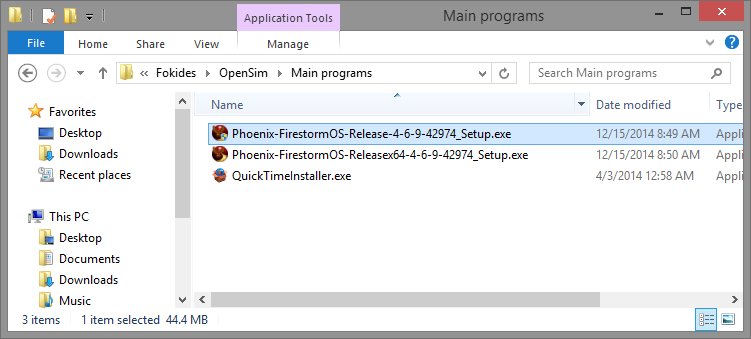 Application Tools
Main programs
File
Home
Share
View
Manage
« Fokides OpenSim Main programs
Search Main programs
Favorites
Desktop
Downloads
Recent places
This PC
Desktop
Documents
Downloads
Music
Name
Date modified
Type
Phoenix-FirestormOS-Release-4-6-9-42974_Setup.exe
12/15/2014 8:49 AM
Appli
Phoenix-FirestormOS-Releasex64-4-6-9-42974_Setup.exe
12/15/2014 8:50 AM
Appli
QuickTimeInstaller.exe
4/3/2014 12:58 AM
Appli
3 items
1 item selected 44.4 MB